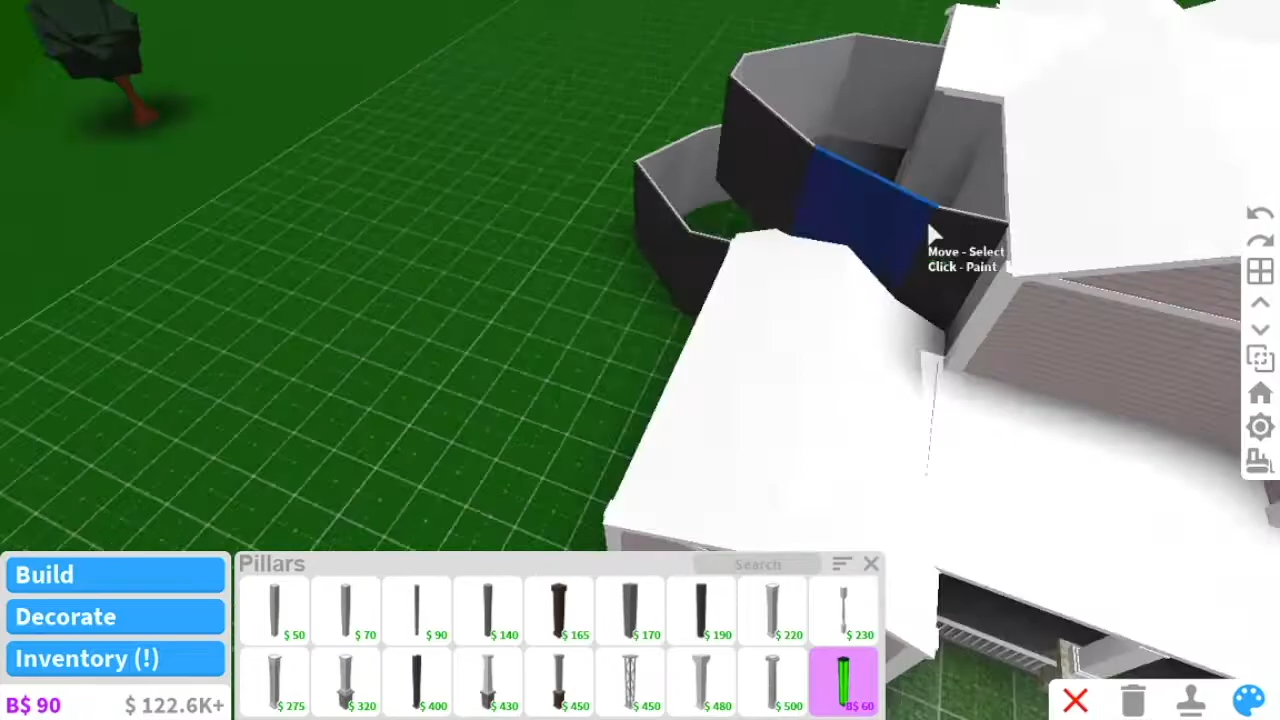 Move - Select
Click - Paint
Pillars
Search
Build
Decorate
Inventory (!)
B$ 90
$ 122.6K+
$ 50
$ 70
$ 90
$ 140
$ 165
$ 170
$ 190
$ 220
$ 230
$ 275
$ 320
$ 400
$ 430
$ 450
$ 450
$ 480
$ 500
B$ 60